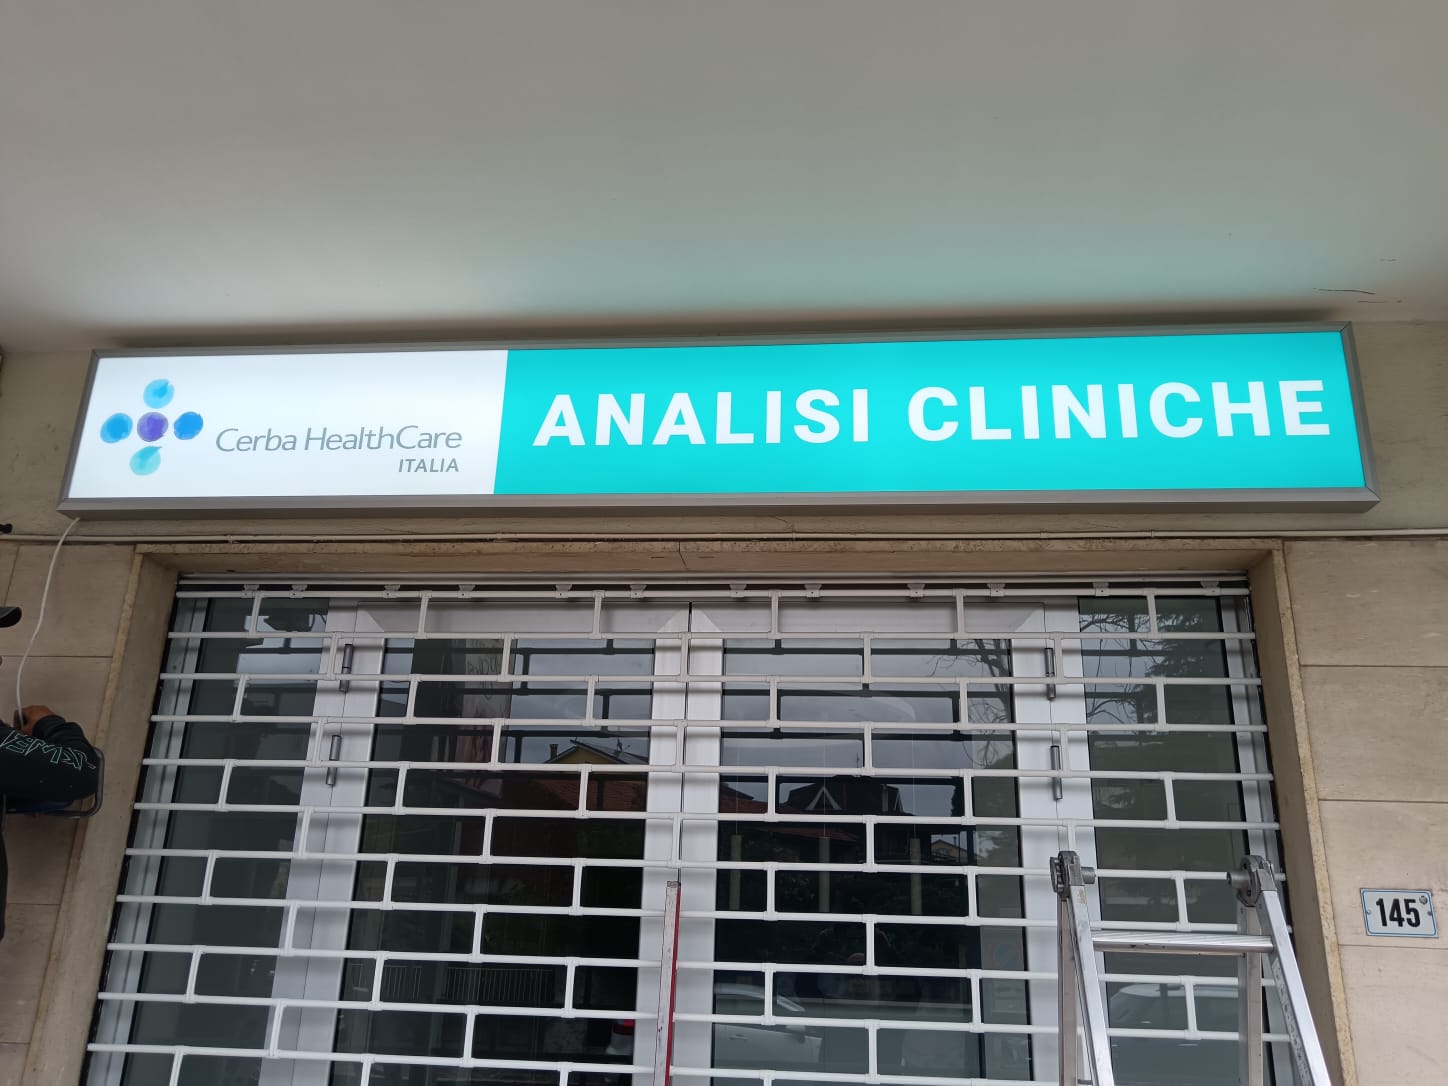 Cerba HealthCare
ITALIA
ANALISI CLINICHE
145